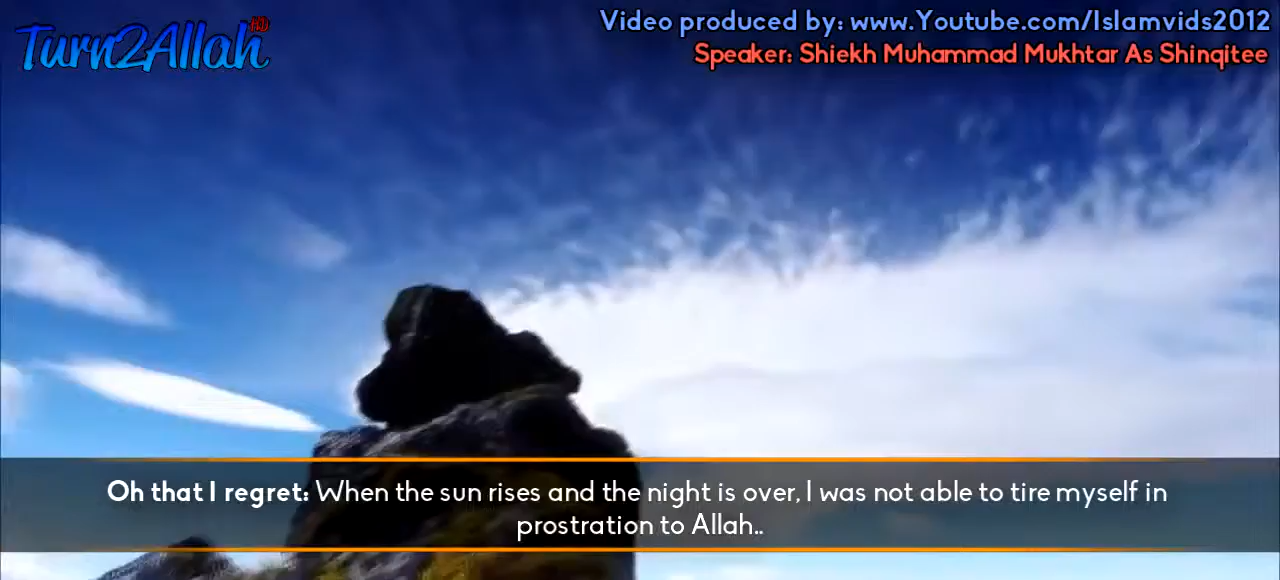 Turn2Allah HD
Video produced by: www.Youtube.com/Islamvids2012
Speaker: Shiekh Muhammad Mukhtar As Shinqitee
Oh that I regret: When the sun rises and the night is over, I was not able to tire myself in
prostration to Allah..